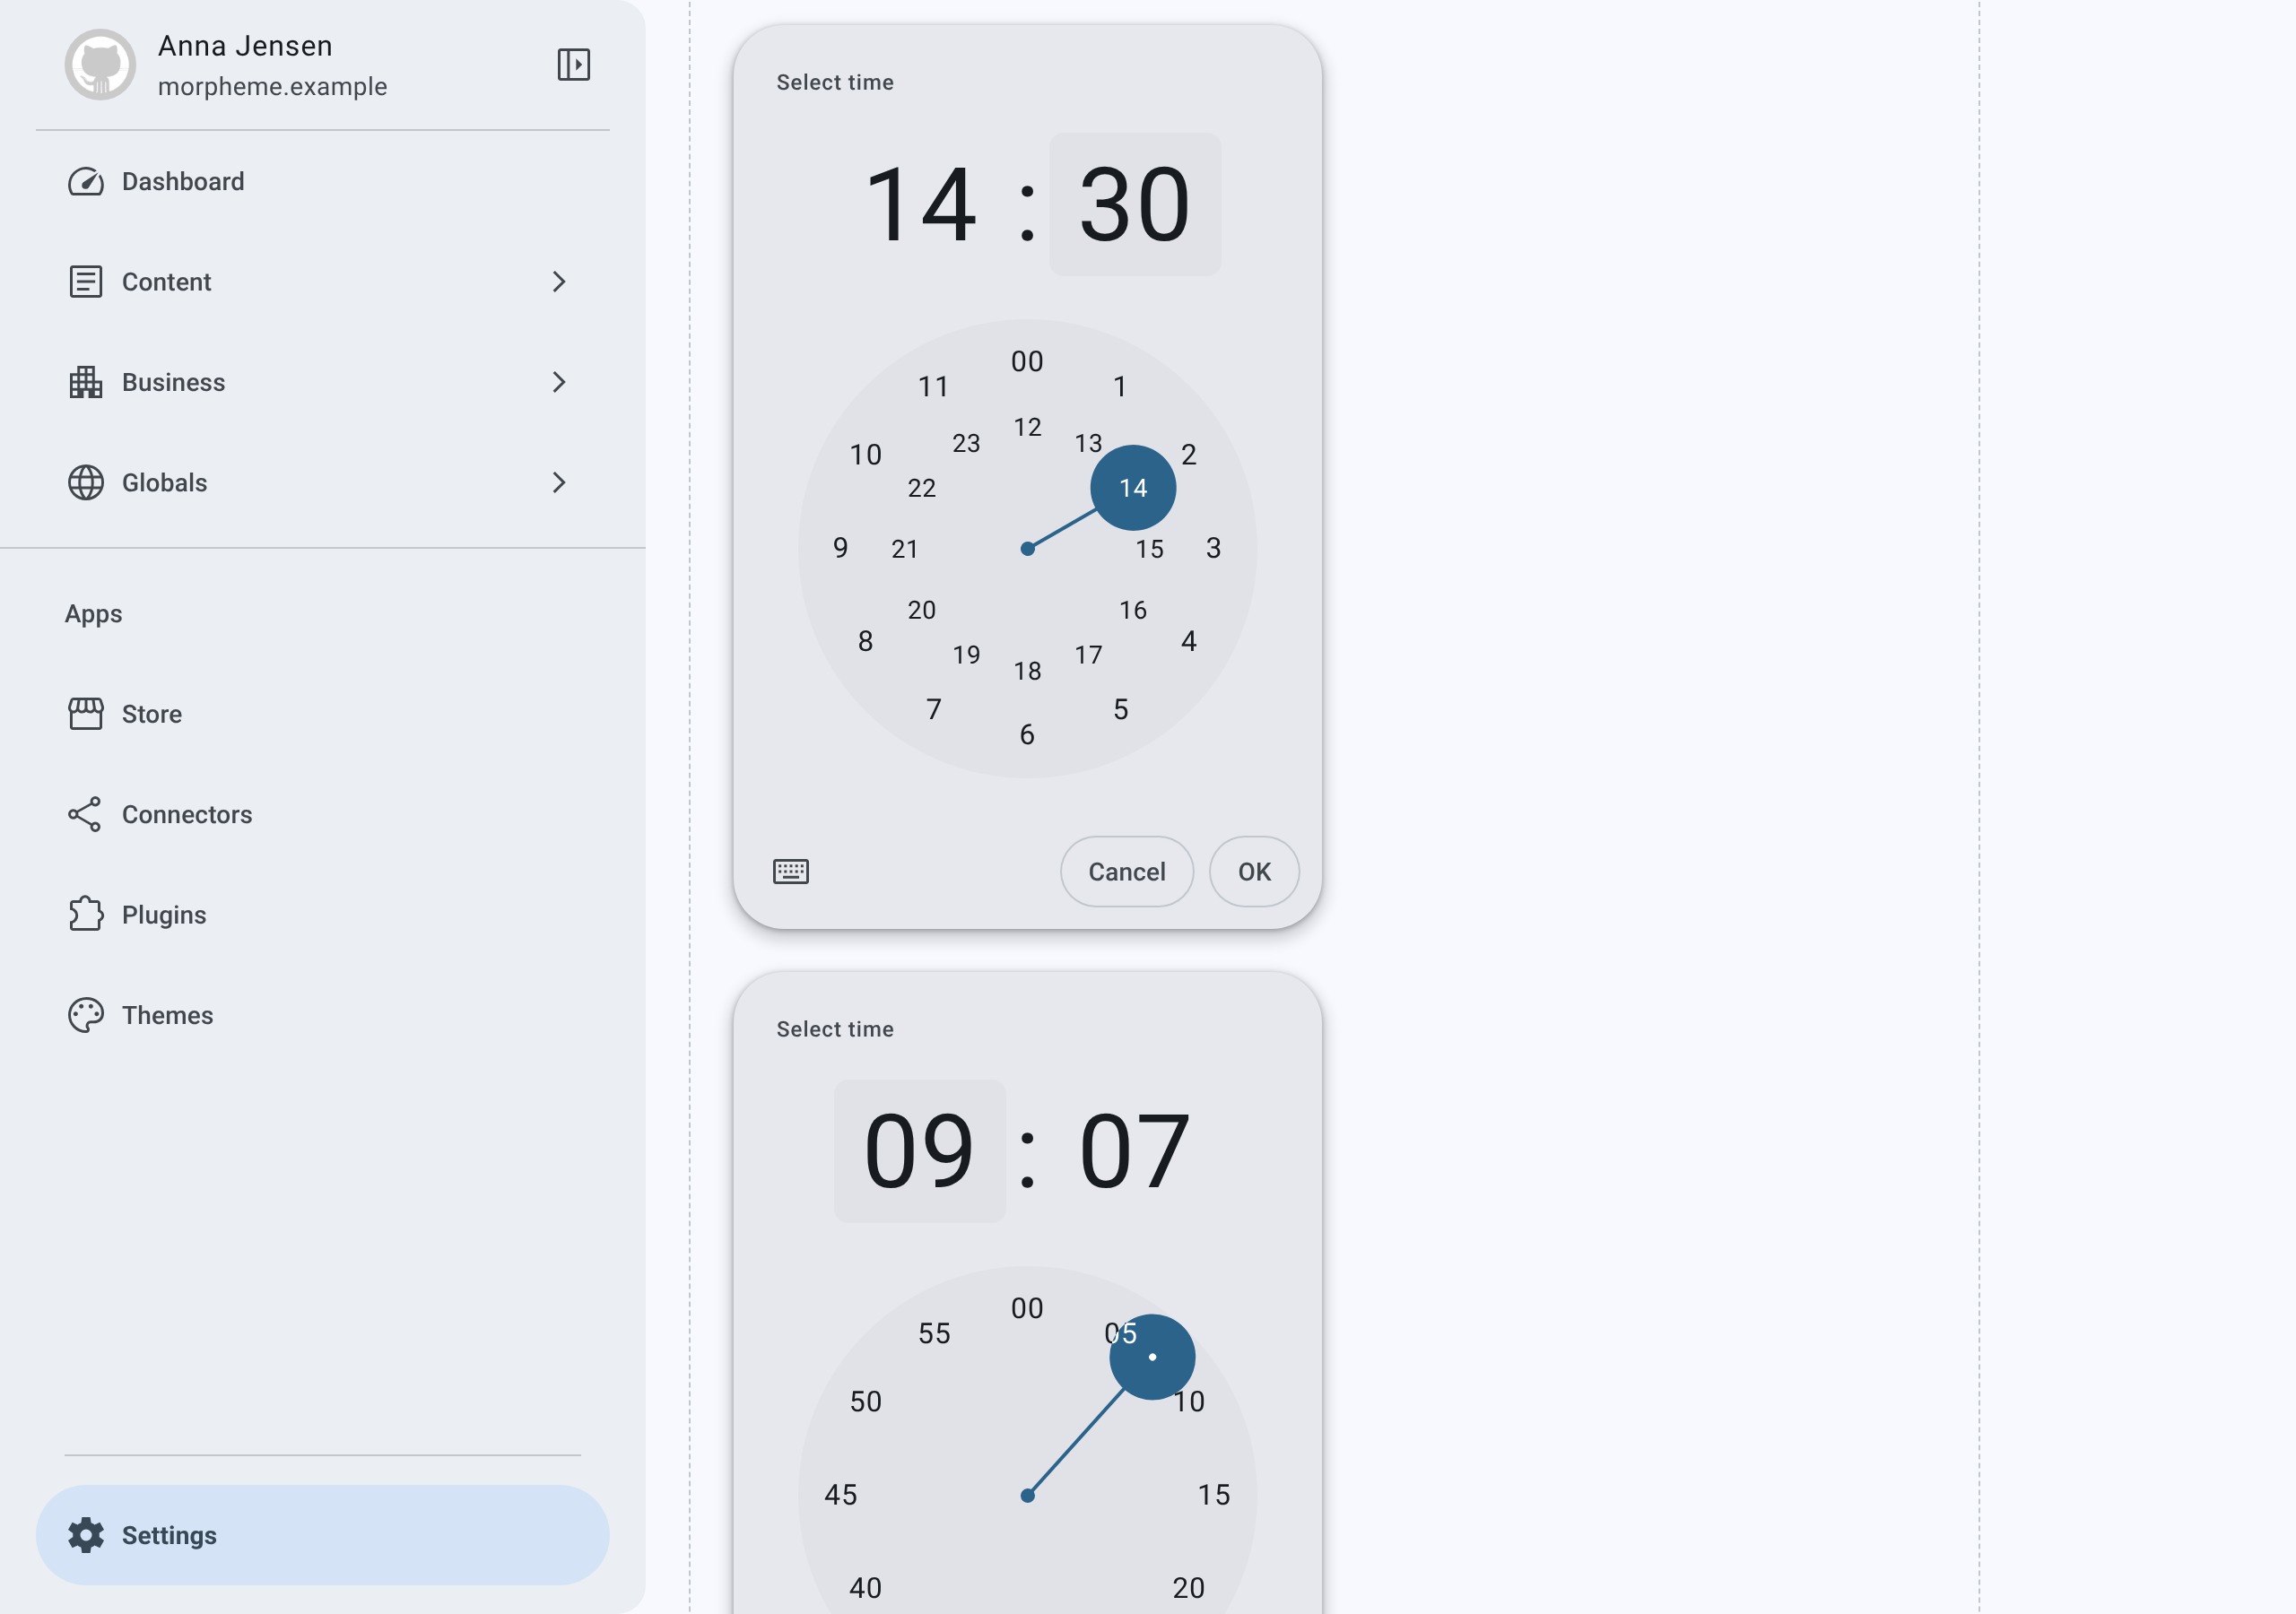 Anna Jensen
morpheme.example
Dashboard
Content
Business
Globals
Apps
Store
Connectors
Plugins
Themes
Settings
Select time
14 : 30
00
11 1
12
23 13
10 2
22 14
9 21 15 3
20 16
8 4
19 17
18
7 5
6
Cancel OK
Select time
09 : 07
00
55 05
50 10
45 15
40 20